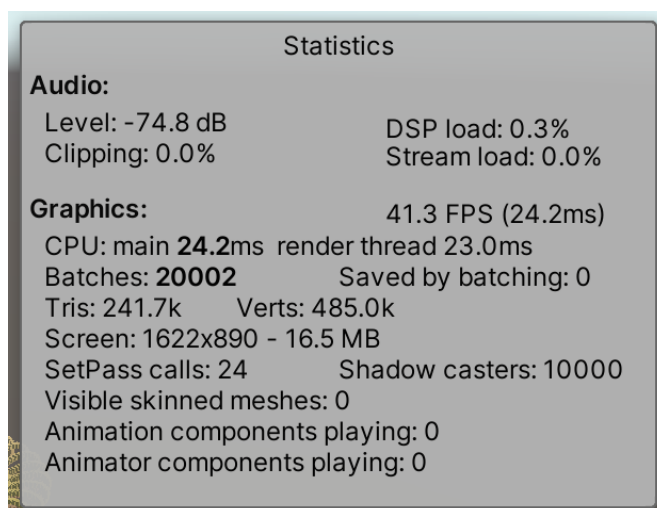 Statistics
Audio:
Level: -74.8 dB DSP load: 0.3%
Clipping: 0.0% Stream load: 0.0%
Graphics: 41.3 FPS (24.2ms)
CPU: main 24.2ms render thread 23.0ms
Batches: 20002 Saved by batching: 0
Tris: 241.7k Verts: 485.0k
Screen: 1622x890 - 16.5 MB
SetPass calls: 24 Shadow casters: 10000
Visible skinned meshes: 0
Animation components playing: 0
Animator components playing: 0